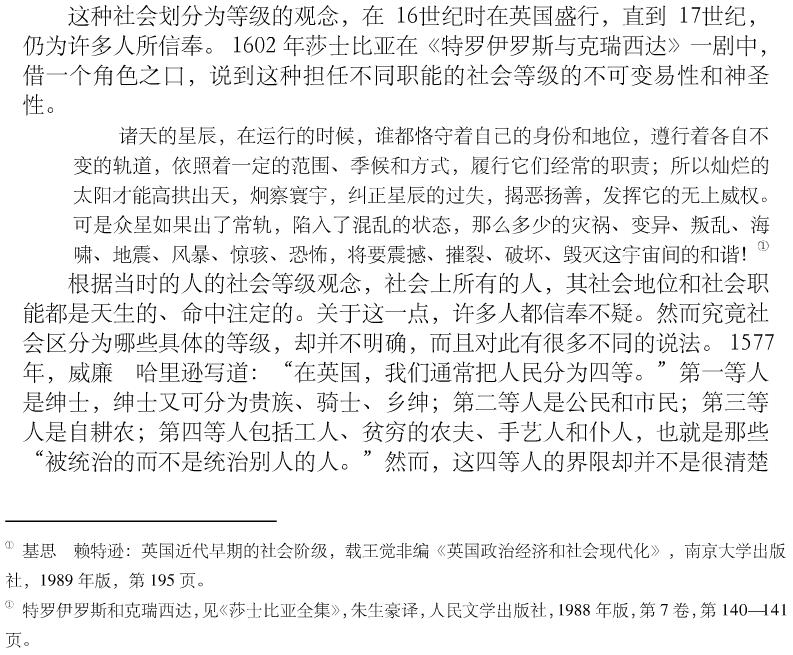 这种社会划分为等级的观念，在 16世纪时在英国盛行，直到 17世纪，
仍为许多人所信奉。1602 年莎士比亚在《特罗伊罗斯与克瑞西达》一剧中，
借一个角色之口，说到这种担任不同职能的社会等级的不可变易性和神圣
性。
诸天的星辰，在运行的时候，谁都恪守着自己的身份和地位，遵行着各自不
变的轨道，依照着一定的范围、季候和方式，履行它们经常的职责；所以灿烂的
太阳才能高拱出天，炯察寰宇，纠正星辰的过失，揭恶扬善，发挥它的无上威权。
可是众星如果出了常轨，陷入了混乱的状态，那么多少的灾祸、变异、叛乱、海
啸、地震、风暴、惊骇、恐怖，将要震撼、摧裂、破坏、毁灭这宇宙间的和谐！①
根据当时的人的社会等级观念，社会上所有的人，其社会地位和社会职
能都是天生的、命中注定的。关于这一点，许多人都信奉不疑。然而究竟社
会区分为哪些具体的等级，却并不明确，而且对此有很多不同的说法。1577
年，威廉　哈里逊写道：“在英国，我们通常把人民分为四等。”第一等人
是绅士，绅士又可分为贵族、骑士、乡绅；第二等人是公民和市民；第三等
人是自耕农；第四等人包括工人、贫穷的农夫、手艺人和仆人，也就是那些
“被统治的而不是统治别人的人。”然而，这四等人的界限却并不是很清楚
① 基思　赖特逊：英国近代早期的社会阶级，载王觉非编《英国政治经济和社会现代化》，南京大学出版
社，1989 年版，第 195 页。
① 特罗伊罗斯和克瑞西达，见《莎士比亚全集》，朱生豪译，人民文学出版社，1988 年版，第 7 卷，第 140—141
页。